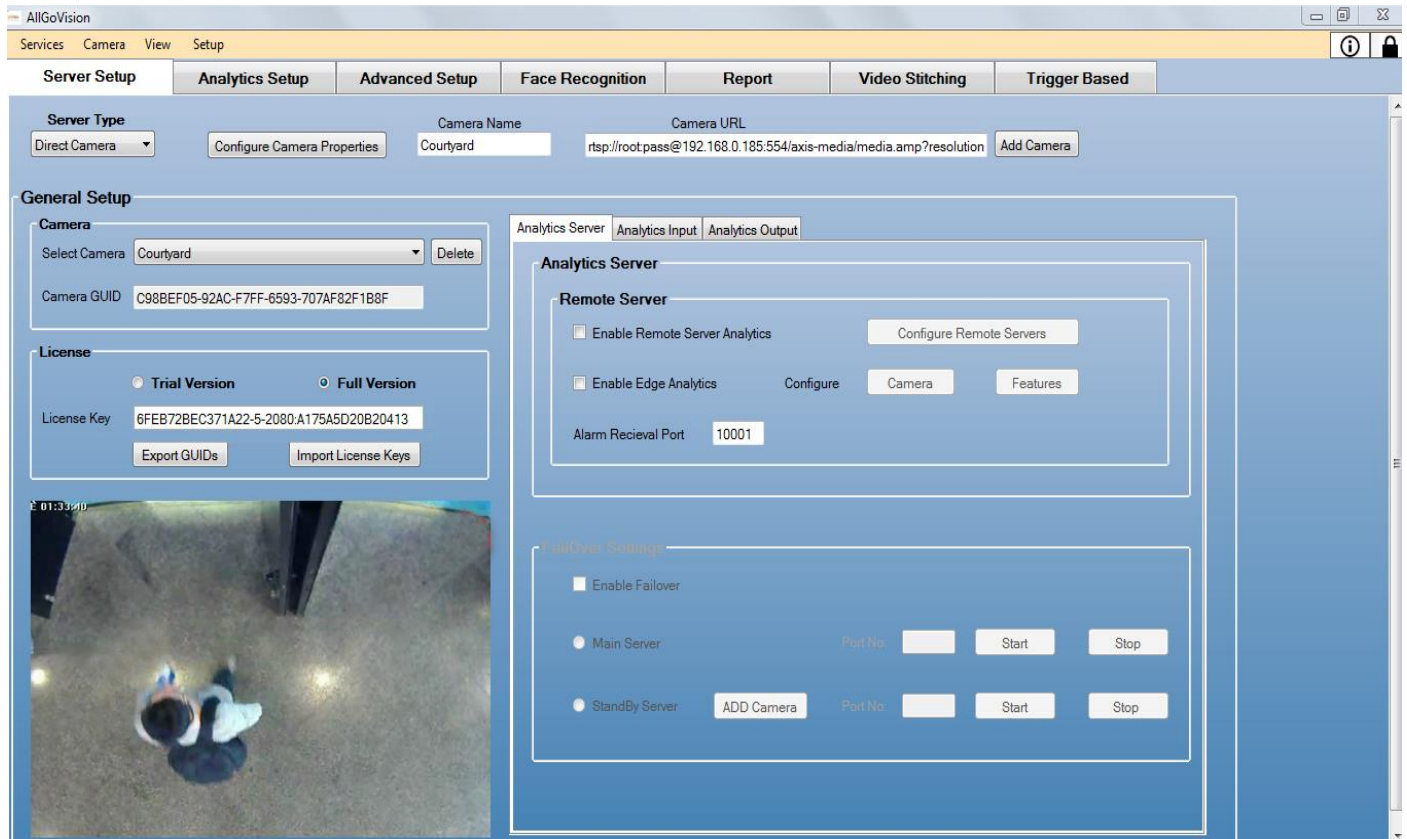 AllGoVision
Services Camera View Setup
Server Setup Analytics Setup Advanced Setup Face Recognition Report Video Stitching Trigger Based
Server Type Camera Name Camera URL
Direct Camera Configure Camera Properties Courtyard rtsp://root:pass@192.168.0.185:554/axis-media/media.amp?resolution Add Camera
General Setup
Camera
Select Camera Courtyard Delete
Camera GUID C98BEF05-92AC-F7FF-6593-707AF82F1B8F
License
Trial Version Full Version
License Key 6FEB72BEC371A22-5-2080:A175A5D20B20413
Export GUIDs Import License Keys
01:33:40
Analytics Server Analytics Input Analytics Output
Analytics Server
Remote Server
Enable Remote Server Analytics Configure Remote Servers
Enable Edge Analytics Configure Camera Features
Alarm Recieval Port 10001
FailOver Settings
Enable Failover
Main Server Port No: Start Stop
StandBy Server ADD Camera Port No: Start Stop